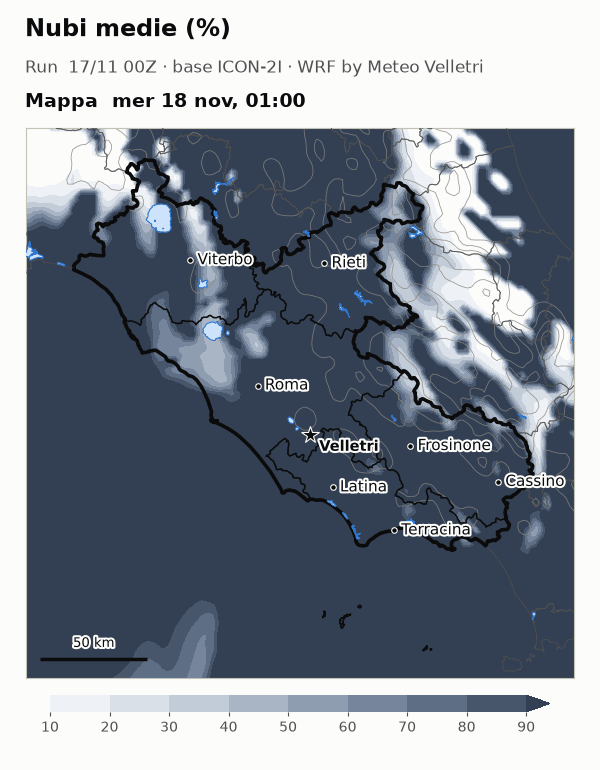 Nubi medie (%)
Run 17/11 00Z · base ICON-2I · WRF by Meteo Velletri
Mappa mer 18 nov, 01:00
Viterbo
Rieti
Roma
Velletri
Frosinone
Cassino
Latina
Terracina
50 km
10 20 30 40 50 60 70 80 90